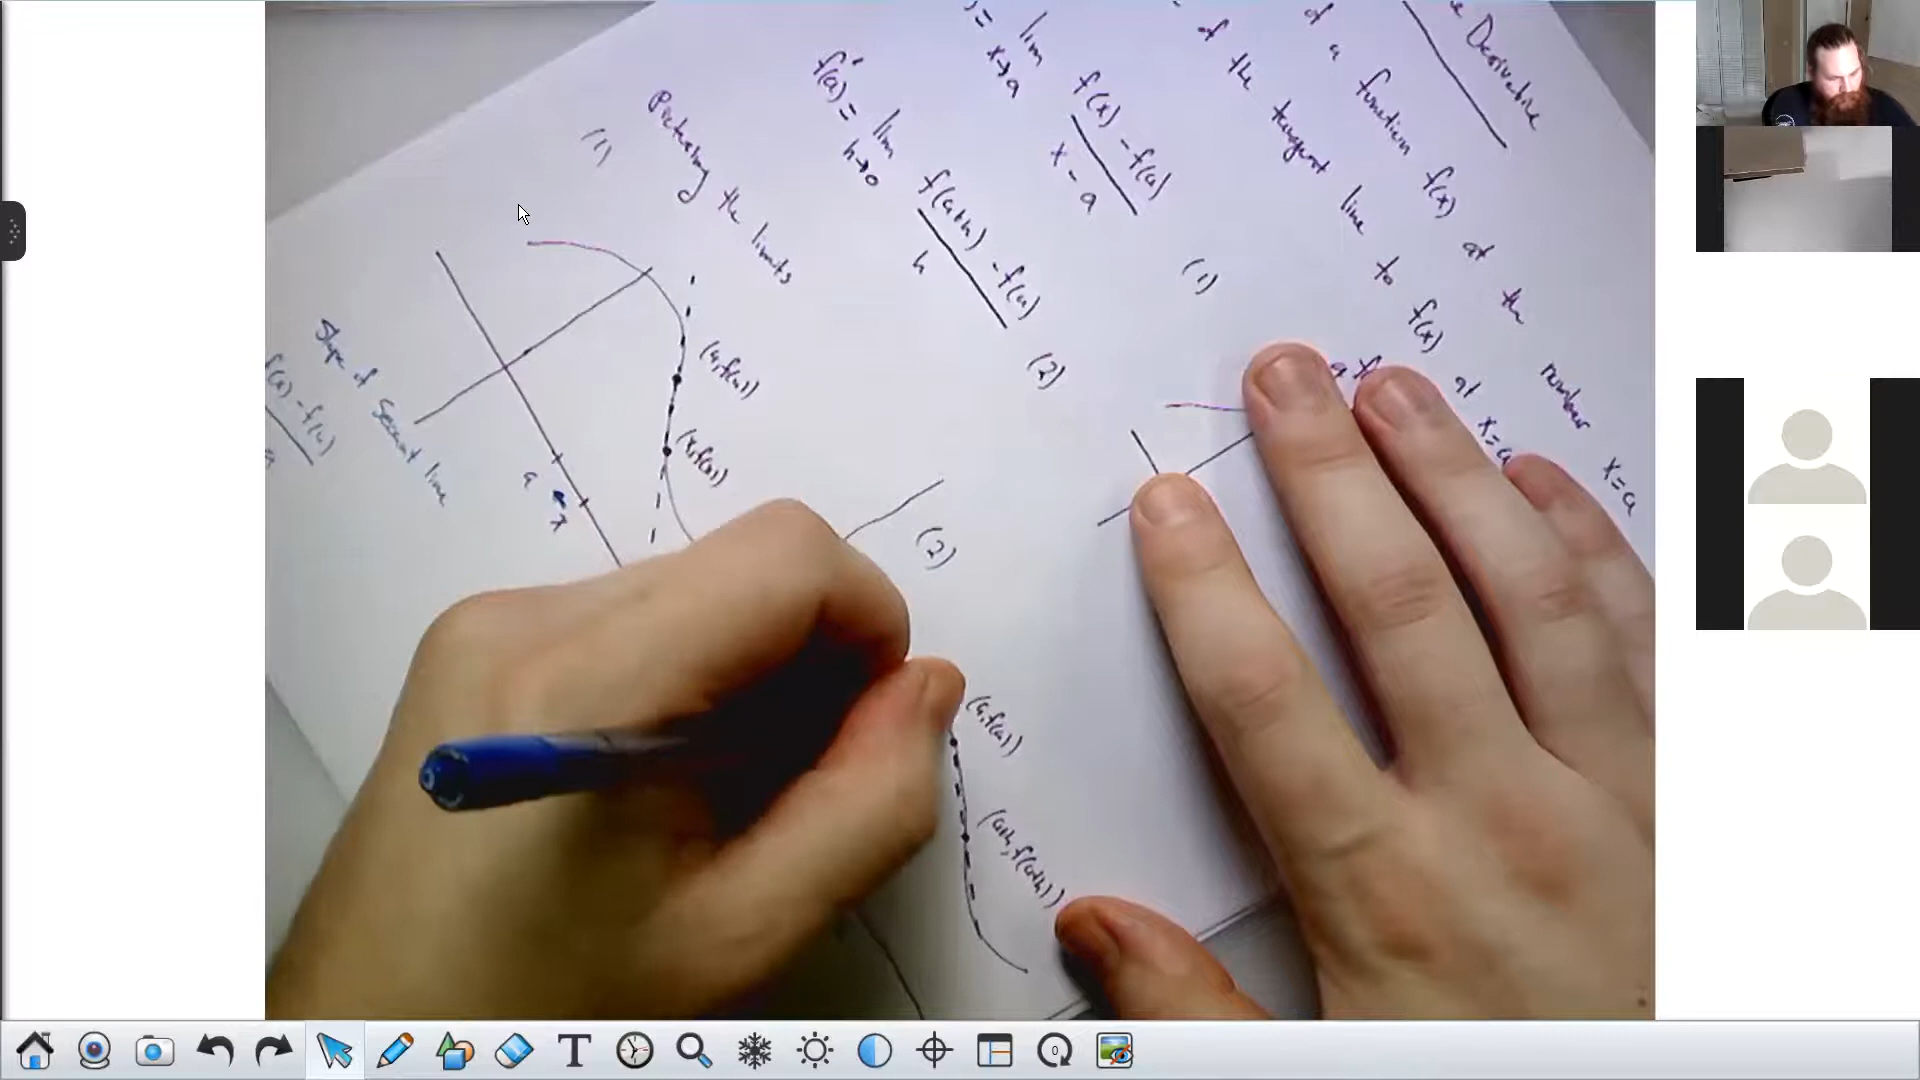 Derivative
of a function f(x) at the number x=a
of the tangent line to f(x) at x=a
)= lim x→a f(x)-f(a) / x-a (1)
f'(a)= lim h→0 f(a+h)-f(a) / h (2)
Picturing the limits
(1)
(a,f(a))
(x,f(x))
a
x
Slope of Secant line
f(x)-f(a)
a
(2)
(a,f(a))
(a+h,f(a+h))
T
0